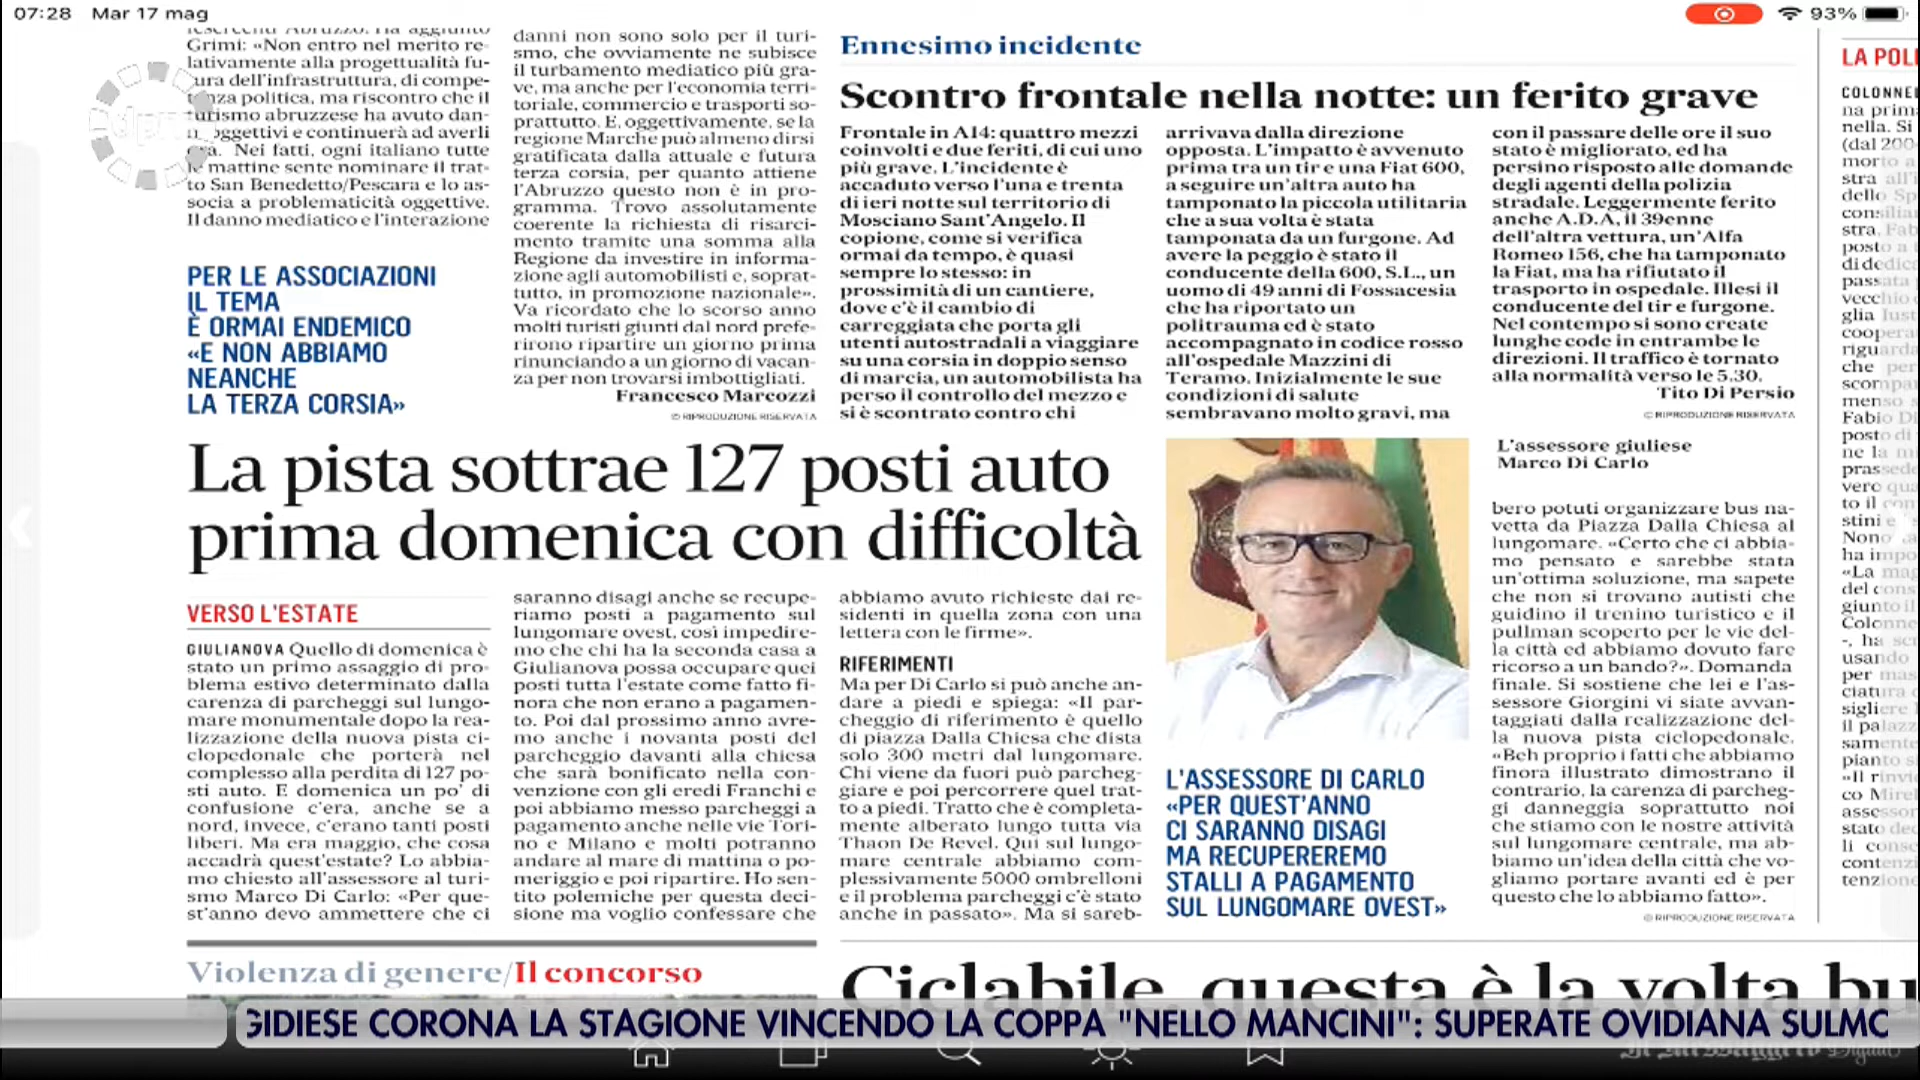 07:28 Mar 17 mag
93%
Grimi: «Non entro nel merito re-
lativamente alla progettualità fu-
tura dell'infrastruttura, di compe-
tenza politica, ma riscontro che il
turismo abruzzese ha avuto dan-
ni oggettivi e continuerà ad averli
ora. Nei fatti, ogni italiano tutte
le mattine sente nominare il trat-
to San Benedetto/Pescara e lo as-
socia a problematicità oggettive.
Il danno mediatico e l'interazione
PER LE ASSOCIAZIONI
IL TEMA
È ORMAI ENDEMICO
«E NON ABBIAMO
NEANCHE
LA TERZA CORSIA»
danni non sono solo per il turi-
smo, che ovviamente ne subisce
il turbamento mediatico più gra-
ve, ma anche per l'economia terri-
toriale, commercio e trasporti so-
prattutto. E, oggettivamente, se la
regione Marche può almeno dirsi
gratificata dalla attuale e futura
terza corsia, per quanto attiene
l'Abruzzo questo non è in pro-
gramma. Trovo assolutamente
coerente la richiesta di risarci-
mento tramite una somma alla
Regione da investire in informa-
zione agli automobilisti e, soprat-
tutto, in promozione nazionale».
Va ricordato che lo scorso anno
molti turisti giunti dal nord prefe-
rirono ripartire un giorno prima
rinunciando a un giorno di vacan-
za per non trovarsi imbottigliati.
Francesco Marcozzi
© RIPRODUZIONE RISERVATA
Ennesimo incidente
Scontro frontale nella notte: un ferito grave
Frontale in A14: quattro mezzi
coinvolti e due feriti, di cui uno
più grave. L'incidente è
accaduto verso l'una e trenta
di ieri notte sul territorio di
Mosciano Sant'Angelo. Il
copione, come si verifica
ormai da tempo, è quasi
sempre lo stesso: in
prossimità di un cantiere,
dove c'è il cambio di
carreggiata che porta gli
utenti autostradali a viaggiare
su una corsia in doppio senso
di marcia, un automobilista ha
perso il controllo del mezzo e
si è scontrato contro chi
arrivava dalla direzione
opposta. L'impatto è avvenuto
prima tra un tir e una Fiat 600,
a seguire un'altra auto ha
tamponato la piccola utilitaria
che a sua volta è stata
tamponata da un furgone. Ad
avere la peggio è stato il
conducente della 600, S.L., un
uomo di 49 anni di Fossacesia
che ha riportato un
politrauma ed è stato
accompagnato in codice rosso
all'ospedale Mazzini di
Teramo. Inizialmente le sue
condizioni di salute
sembravano molto gravi, ma
con il passare delle ore il suo
stato è migliorato, ed ha
persino risposto alle domande
degli agenti della polizia
stradale. Leggermente ferito
anche A.D.A, il 39enne
dell'altra vettura, un'Alfa
Romeo 156, che ha tamponato
la Fiat, ma ha rifiutato il
trasporto in ospedale. Illesi il
conducente del tir e furgone.
Nel contempo si sono create
lunghe code in entrambe le
direzioni. Il traffico è tornato
alla normalità verso le 5.30.
Tito Di Persio
© RIPRODUZIONE RISERVATA
La pista sottrae 127 posti auto
prima domenica con difficoltà
VERSO L'ESTATE
GIULIANOVA Quello di domenica è
stato un primo assaggio di pro-
blema estivo determinato dalla
carenza di parcheggi sul lungo-
mare monumentale dopo la rea-
lizzazione della nuova pista ci-
clopedonale che porterà nel
complesso alla perdita di 127 po-
sti auto. E domenica un po' di
confusione c'era, anche se a
nord, invece, c'erano tanti posti
liberi. Ma era maggio, che cosa
accadrà quest'estate? Lo abbia-
mo chiesto all'assessore al turi-
smo Marco Di Carlo: «Per que-
st'anno devo ammettere che ci
saranno disagi anche se recupe-
riamo posti a pagamento sul
lungomare ovest, così impedire-
mo che chi ha la seconda casa a
Giulianova possa occupare quei
posti tutta l'estate come fatto fi-
nora che non erano a pagamen-
to. Poi dal prossimo anno avre-
mo anche i novanta posti del
parcheggio davanti alla chiesa
che sarà bonificato nella con-
venzione con gli eredi Franchi e
poi abbiamo messo parcheggi a
pagamento anche nelle vie Tori-
no e Milano e molti potranno
andare al mare di mattina o po-
meriggio e poi ripartire. Ho sen-
tito polemiche per questa deci-
sione ma voglio confessare che
abbiamo avuto richieste dai re-
sidenti in quella zona con una
lettera con le firme».
RIFERIMENTI
Ma per Di Carlo si può anche an-
dare a piedi e spiega: «Il par-
cheggio di riferimento è quello
di piazza Dalla Chiesa che dista
solo 300 metri dal lungomare.
Chi viene da fuori può parcheg-
giare e poi percorrere quel trat-
to a piedi. Tratto che è completa-
mente alberato lungo tutta via
Thaon De Revel. Qui sul lungo-
mare centrale abbiamo com-
plessivamente 5000 ombrelloni
e il problema parcheggi c'è stato
anche in passato». Ma si sareb-
L'ASSESSORE DI CARLO
«PER QUEST'ANNO
CI SARANNO DISAGI
MA RECUPEREREMO
STALLI A PAGAMENTO
SUL LUNGOMARE OVEST»
L'assessore giuliese
Marco Di Carlo
bero potuti organizzare bus na-
vetta da Piazza Dalla Chiesa al
lungomare. «Certo che ci abbia-
mo pensato e sarebbe stata
un'ottima soluzione, ma sapete
che non si trovano autisti che
guidino il trenino turistico e il
pullman scoperto per le vie del-
la città ed abbiamo dovuto fare
ricorso a un bando?». Domanda
finale. Si sostiene che lei e l'as-
sessore Giorgini vi siate avvan-
taggiati dalla realizzazione del-
la nuova pista ciclopedonale.
«Beh proprio i fatti che abbiamo
finora illustrato dimostrano il
contrario, la carenza di parcheg-
gi danneggia soprattutto noi
che stiamo con le nostre attività
sul lungomare centrale, ma ab-
biamo un'idea della città che vo-
gliamo portare avanti ed è per
questo che lo abbiamo fatto».
© RIPRODUZIONE RISERVATA
LA POLI
Violenza di genere/Il concorso
Ciclabile, questa è la volta bu
GIDIESE CORONA LA STAGIONE VINCENDO LA COPPA "NELLO MANCINI": SUPERATE OVIDIANA SULMO